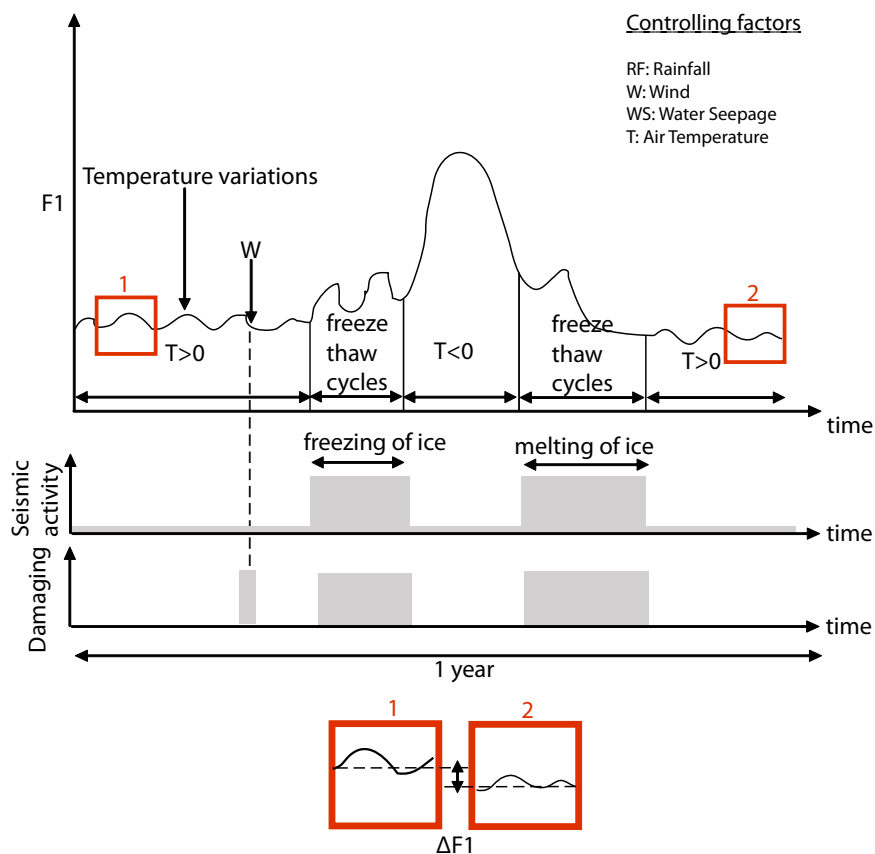 Controlling factors
RF: Rainfall
W: Wind
WS: Water Seepage
T: Air Temperature
Temperature variations
F1
W
1
2
T>0
freeze
thaw
cycles
T<0
freeze
thaw
cycles
T>0
time
freezing of ice
melting of ice
Seismic
activity
time
Damaging
time
1 year
1
2
ΔF1